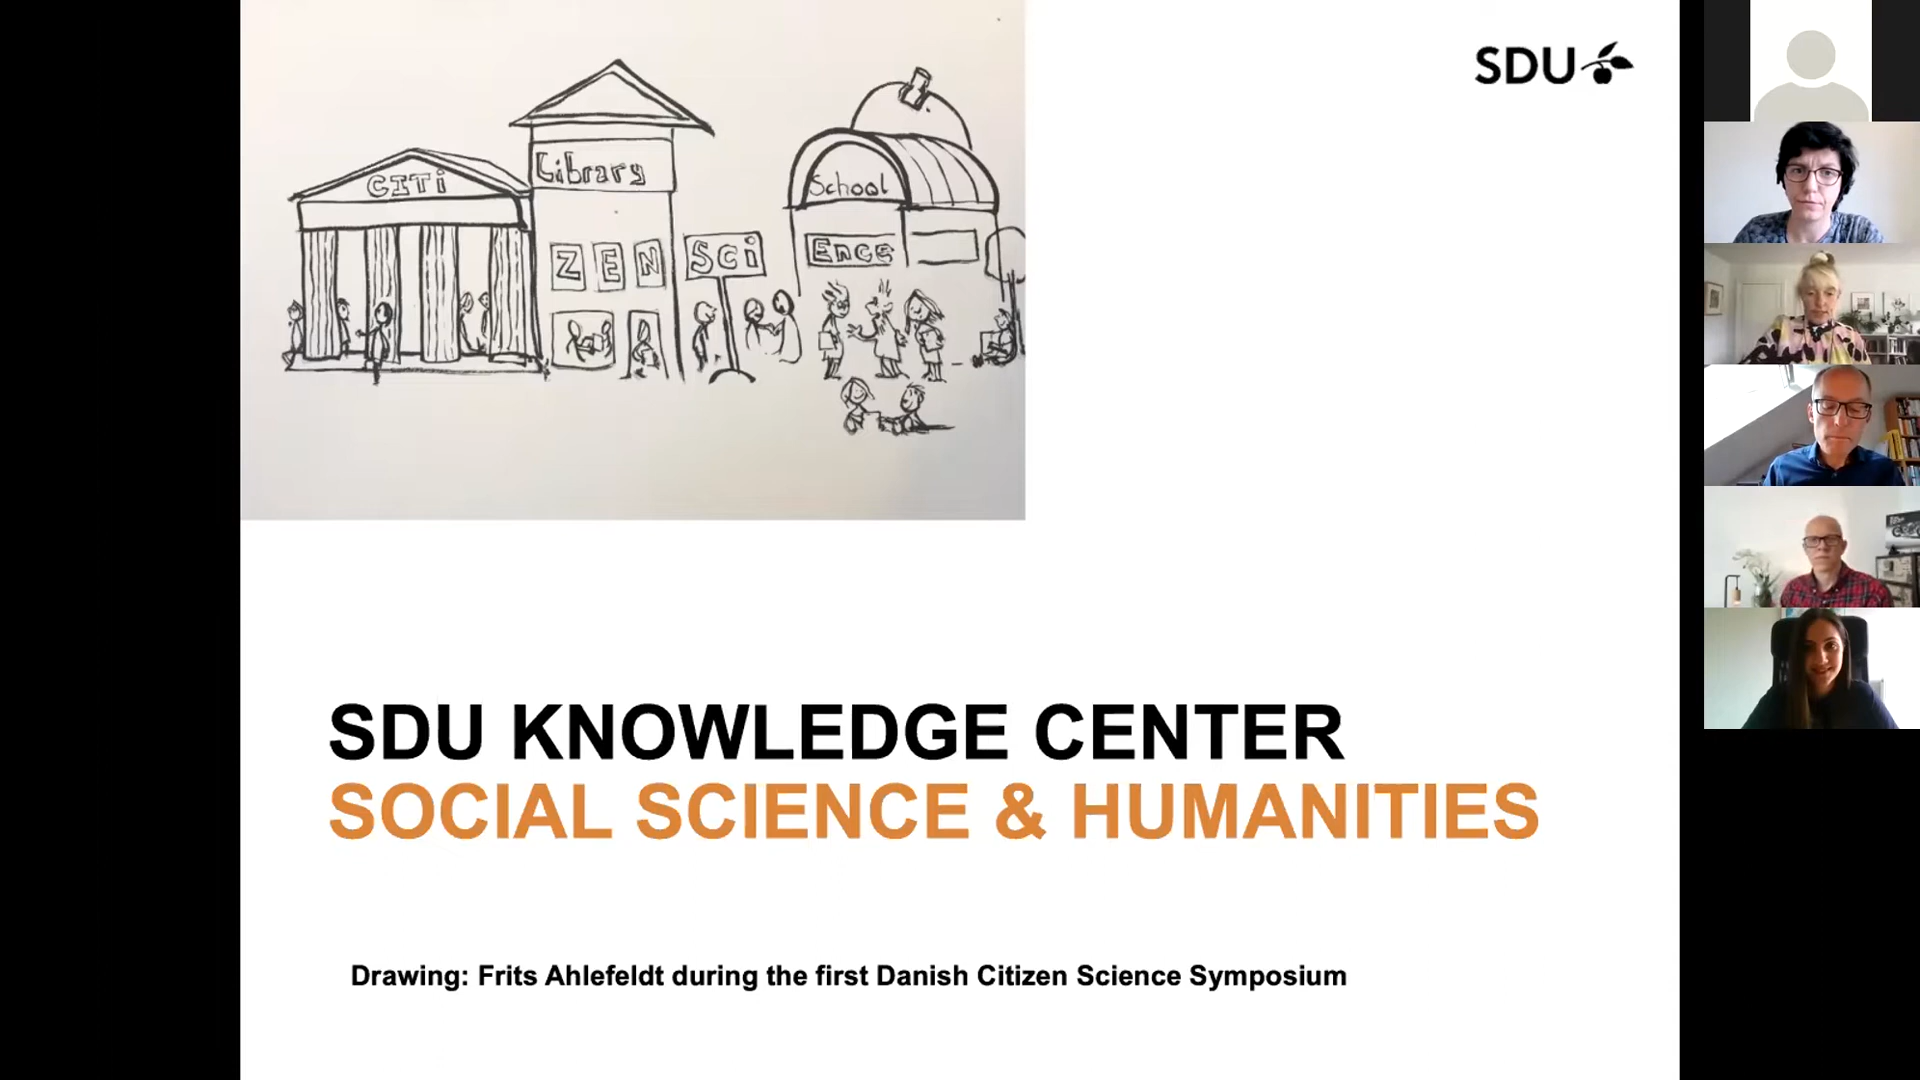 CITi
Library
ZEN
SCi
School
EncE
SDU
SDU KNOWLEDGE CENTER
SOCIAL SCIENCE & HUMANITIES
Drawing: Frits Ahlefeldt during the first Danish Citizen Science Symposium